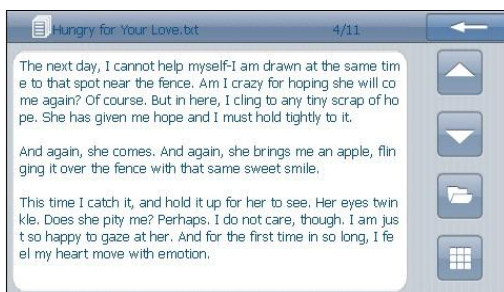 Hungry for Your Love.txt 4/11
The next day, I cannot help myself-I am drawn at the same tim
e to that spot near the fence. Am I crazy for hoping she will co
me again? Of course. But in here, I cling to any tiny scrap of ho
pe. She has given me hope and I must hold tightly to it.
And again, she comes. And again, she brings me an apple, flin
ging it over the fence with that same sweet smile.
This time I catch it, and hold it up for her to see. Her eyes twin
kle. Does she pity me? Perhaps. I do not care, though. I am jus
t so happy to gaze at her. And for the first time in so long, I fe
el my heart move with emotion.